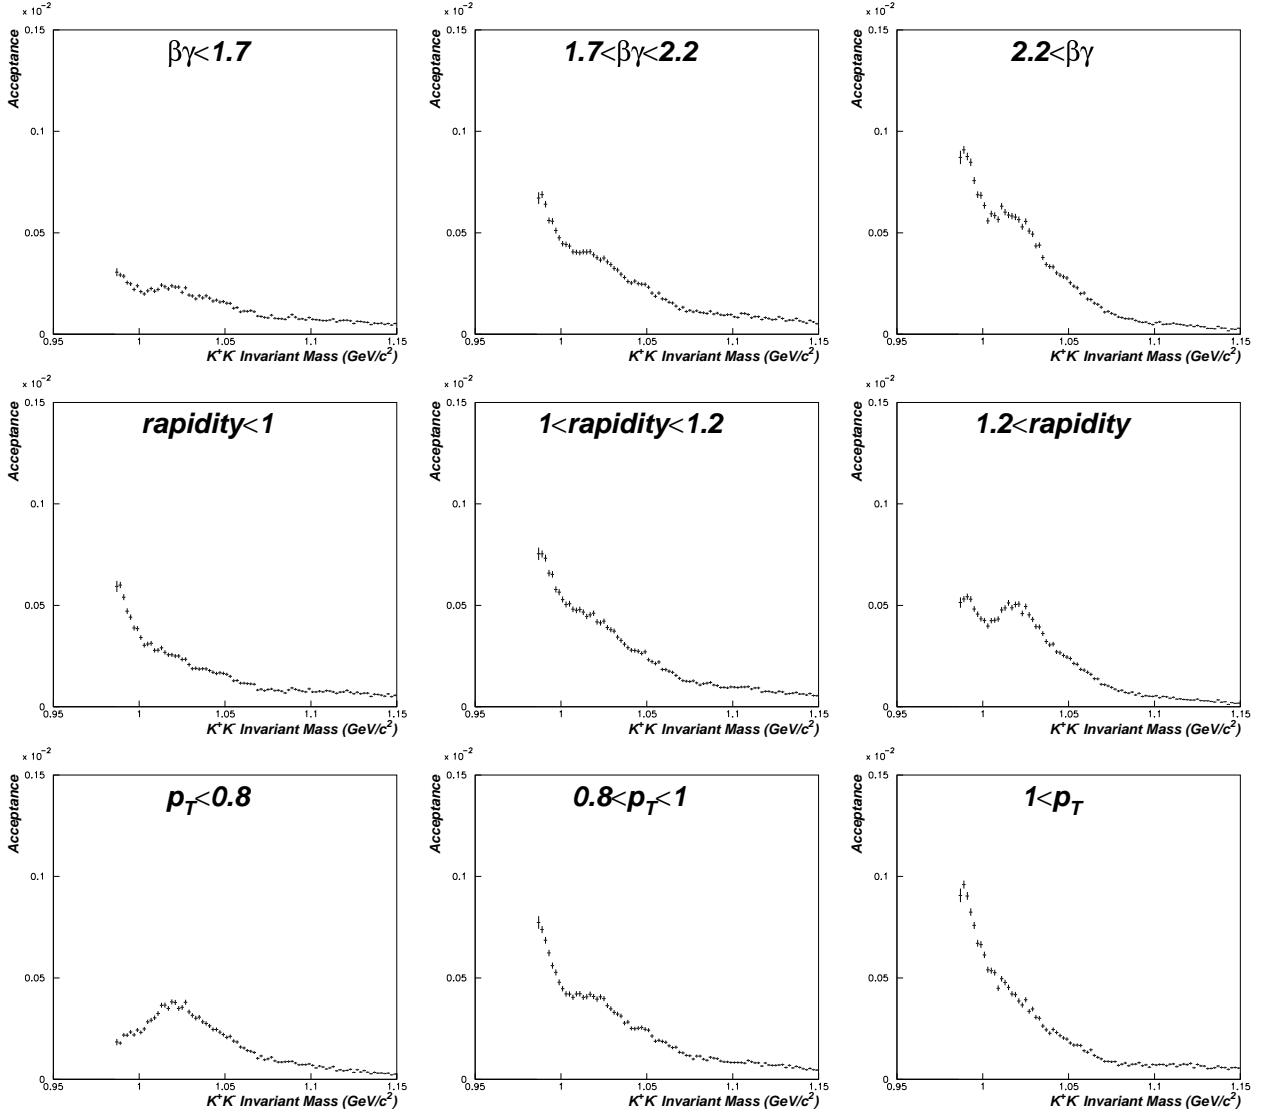 x 10⁻²
0.15
βγ<1.7
Acceptance
0.1
0.05
0
0.95 1 1.05 1.1 1.15
K⁺K⁻ Invariant Mass (GeV/c²)
x 10⁻²
0.15
1.7<βγ<2.2
Acceptance
0.1
0.05
0
0.95 1 1.05 1.1 1.15
K⁺K⁻ Invariant Mass (GeV/c²)
x 10⁻²
0.15
2.2<βγ
Acceptance
0.1
0.05
0
0.95 1 1.05 1.1 1.15
K⁺K⁻ Invariant Mass (GeV/c²)
x 10⁻²
0.15
rapidity<1
Acceptance
0.1
0.05
0
0.95 1 1.05 1.1 1.15
K⁺K⁻ Invariant Mass (GeV/c²)
x 10⁻²
0.15
1<rapidity<1.2
Acceptance
0.1
0.05
0
0.95 1 1.05 1.1 1.15
K⁺K⁻ Invariant Mass (GeV/c²)
x 10⁻²
0.15
1.2<rapidity
Acceptance
0.1
0.05
0
0.95 1 1.05 1.1 1.15
K⁺K⁻ Invariant Mass (GeV/c²)
x 10⁻²
0.15
p_T<0.8
Acceptance
0.1
0.05
0
0.95 1 1.05 1.1 1.15
K⁺K⁻ Invariant Mass (GeV/c²)
x 10⁻²
0.15
0.8<p_T<1
Acceptance
0.1
0.05
0
0.95 1 1.05 1.1 1.15
K⁺K⁻ Invariant Mass (GeV/c²)
x 10⁻²
0.15
1<p_T
Acceptance
0.1
0.05
0
0.95 1 1.05 1.1 1.15
K⁺K⁻ Invariant Mass (GeV/c²)